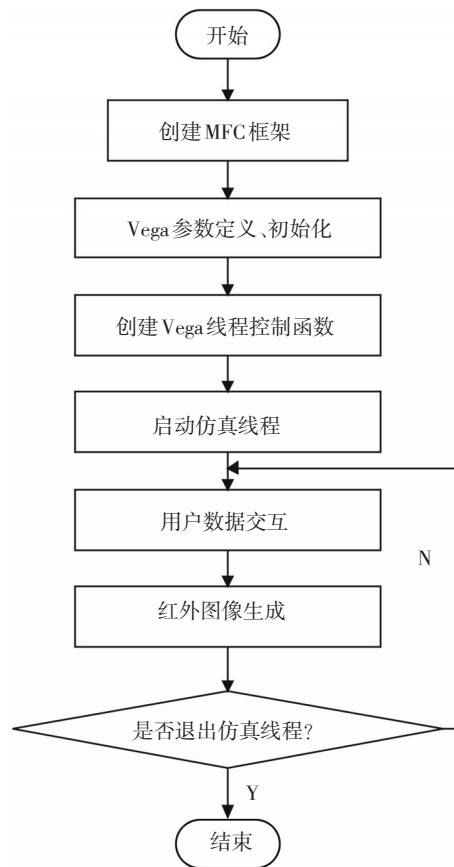 开始
创建MFC框架
Vega参数定义、初始化
创建Vega线程控制函数
启动仿真线程
用户数据交互
N
红外图像生成
是否退出仿真线程?
Y
结束